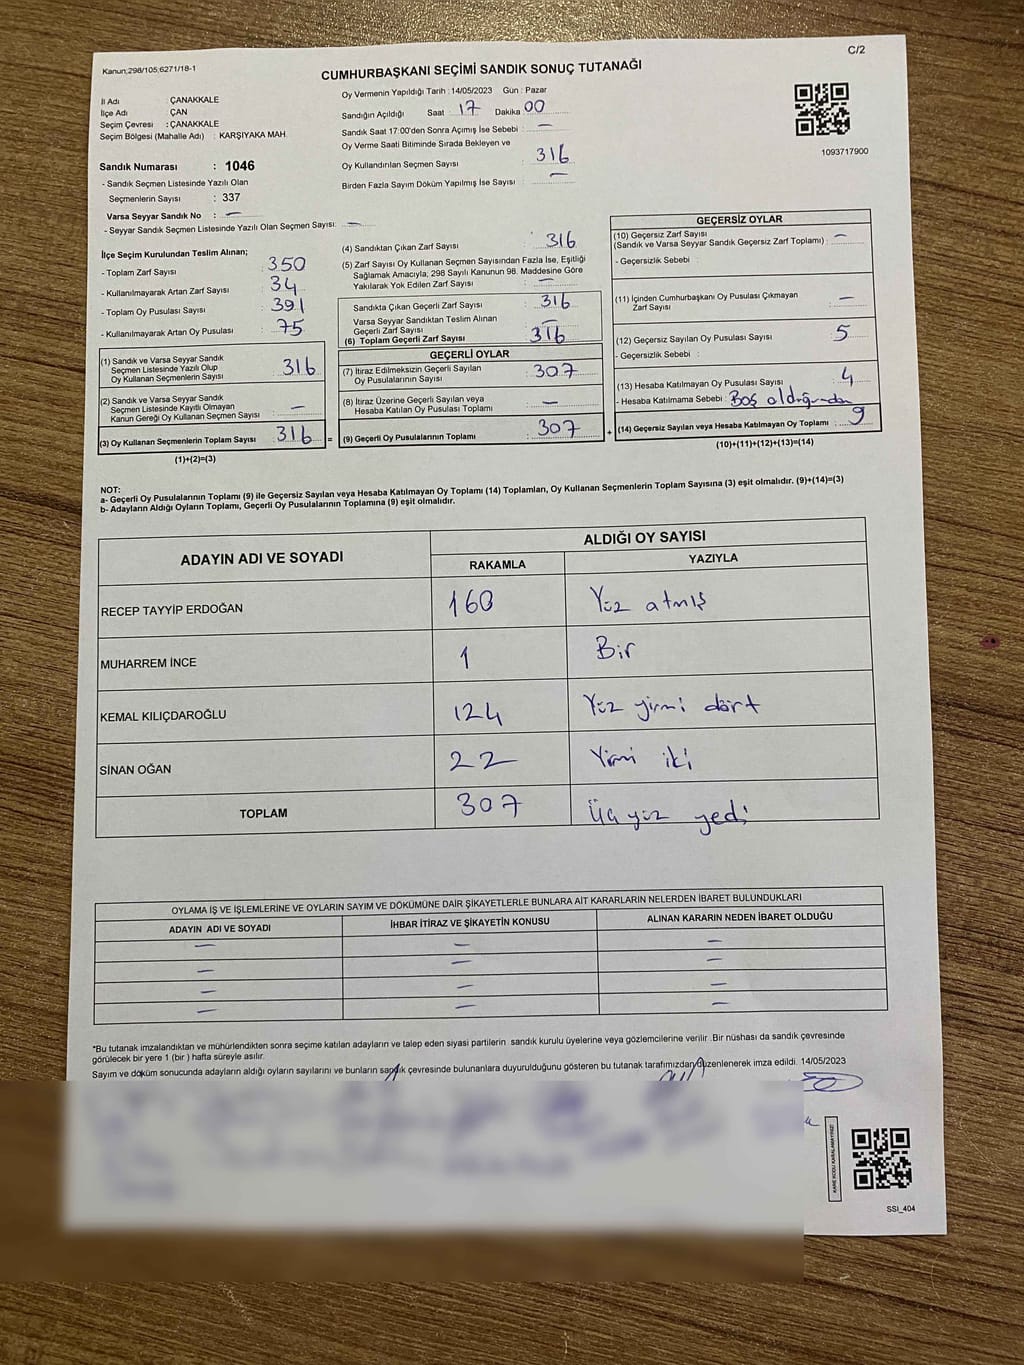 C/2
Kanun;298/105;6271/18-1
CUMHURBAŞKANI SEÇİMİ SANDIK SONUÇ TUTANAĞI
İl Adı : ÇANAKKALE
İlçe Adı : ÇAN
Seçim Çevresi : ÇANAKKALE
Seçim Bölgesi (Mahalle Adı) : KARŞIYAKA MAH.
Oy Vermenin Yapıldığı Tarih : 14/05/2023 Gün : Pazar
Sandığın Açıldığı Saat : 17 Dakika 00
Sandık Saat 17:00'den Sonra Açımış İse Sebebi : —
Oy Verme Saati Bitiminde Sırada Bekleyen ve
Oy Kullandırılan Seçmen Sayısı : 316
Birden Fazla Sayım Döküm Yapılmış İse Sayısı : —
1093717900
Sandık Numarası : 1046
- Sandık Seçmen Listesinde Yazılı Olan
Seçmenlerin Sayısı : 337
Varsa Seyyar Sandık No : —
- Seyyar Sandık Seçmen Listesinde Yazılı Olan Seçmen Sayısı: —
İlçe Seçim Kurulundan Teslim Alınan;
- Toplam Zarf Sayısı : 350
- Kullanılmayarak Artan Zarf Sayısı : 34
- Toplam Oy Pusulası Sayısı : 391
- Kullanılmayarak Artan Oy Pusulası : 75
(1) Sandık ve Varsa Seyyar Sandık
Seçmen Listesinde Yazılı Olup
Oy Kullanan Seçmenlerin Sayısı : 316
(2) Sandık ve Varsa Seyyar Sandık
Seçmen Listesinde Kayıtlı Olmayan
Kanun Gereği Oy Kullanan Seçmen Sayısı : —
(3) Oy Kullanan Seçmenlerin Toplam Sayısı : 316 =
(1)+(2)=(3)
(4) Sandıktan Çıkan Zarf Sayısı : 316
(5) Zarf Sayısı Oy Kullanan Seçmen Sayısından Fazla İse, Eşitliği
Sağlamak Amacıyla; 298 Sayılı Kanunun 98. Maddesine Göre
Yakılarak Yok Edilen Zarf Sayısı : —
Sandıkta Çıkan Geçerli Zarf Sayısı : 316
Varsa Seyyar Sandıktan Teslim Alınan
Geçerli Zarf Sayısı : —
(6) Toplam Geçerli Zarf Sayısı : 316
GEÇERLİ OYLAR
(7) İtiraz Edilmeksizin Geçerli Sayılan
Oy Pusulalarının Sayısı : 307
(8) İtiraz Üzerine Geçerli Sayılan veya
Hesaba Katılan Oy Pusulası Toplamı : —
(9) Geçerli Oy Pusulalarının Toplamı : 307 +
GEÇERSİZ OYLAR
(10) Geçersiz Zarf Sayısı
(Sandık ve Varsa Seyyar Sandık Geçersiz Zarf Toplamı) : —
- Geçersizlik Sebebi :
(11) İçinden Cumhurbaşkanı Oy Pusulası Çıkmayan
Zarf Sayısı : —
(12) Geçersiz Sayılan Oy Pusulası Sayısı : 5
- Geçersizlik Sebebi :
(13) Hesaba Katılmayan Oy Pusulası Sayısı : 4
- Hesaba Katılmama Sebebi : Boş olduğundan
(14) Geçersiz Sayılan veya Hesaba Katılmayan Oy Toplamı : 9
(10)+(11)+(12)+(13)=(14)
NOT:
a- Geçerli Oy Pusulalarının Toplamı (9) ile Geçersiz Sayılan veya Hesaba Katılmayan Oy Toplamı (14) Toplamları, Oy Kullanan Seçmenlerin Toplam Sayısına (3) eşit olmalıdır. (9)+(14)=(3)
b- Adayların Aldığı Oyların Toplamı, Geçerli Oy Pusulalarının Toplamına (9) eşit olmalıdır.
ADAYIN ADI VE SOYADI
ALDIĞI OY SAYISI
RAKAMLA YAZIYLA
RECEP TAYYİP ERDOĞAN 160 Yüz atmış
MUHARREM İNCE 1 Bir
KEMAL KILIÇDAROĞLU 124 Yüz yirmi dört
SİNAN OĞAN 22 Yirmi iki
TOPLAM 307 Üç yüz yedi
OYLAMA İŞ VE İŞLEMLERİNE VE OYLARIN SAYIM VE DÖKÜMÜNE DAİR ŞİKAYETLERLE BUNLARA AİT KARARLARIN NELERDEN İBARET BULUNDUKLARI
ADAYIN ADI VE SOYADI İHBAR İTİRAZ VE ŞİKAYETİN KONUSU ALINAN KARARIN NEDEN İBARET OLDUĞU
— — —
— — —
— — —
— — —
*Bu tutanak imzalandıktan ve mühürlendikten sonra seçime katılan adayların ve talep eden siyasi partilerin sandık kurulu üyelerine veya gözlemcilerine verilir .Bir nüshası da sandık çevresinde
görülecek bir yere 1 (bir ) hafta süreyle asılır.
Sayım ve döküm sonucunda adayların aldığı oyların sayılarını ve bunların sandık çevresinde bulunanlara duyurulduğunu gösteren bu tutanak tarafımızdan düzenlenerek imza edildi. 14/05/2023
KARE KODU KARALAMAYINIZ!
SSI_404